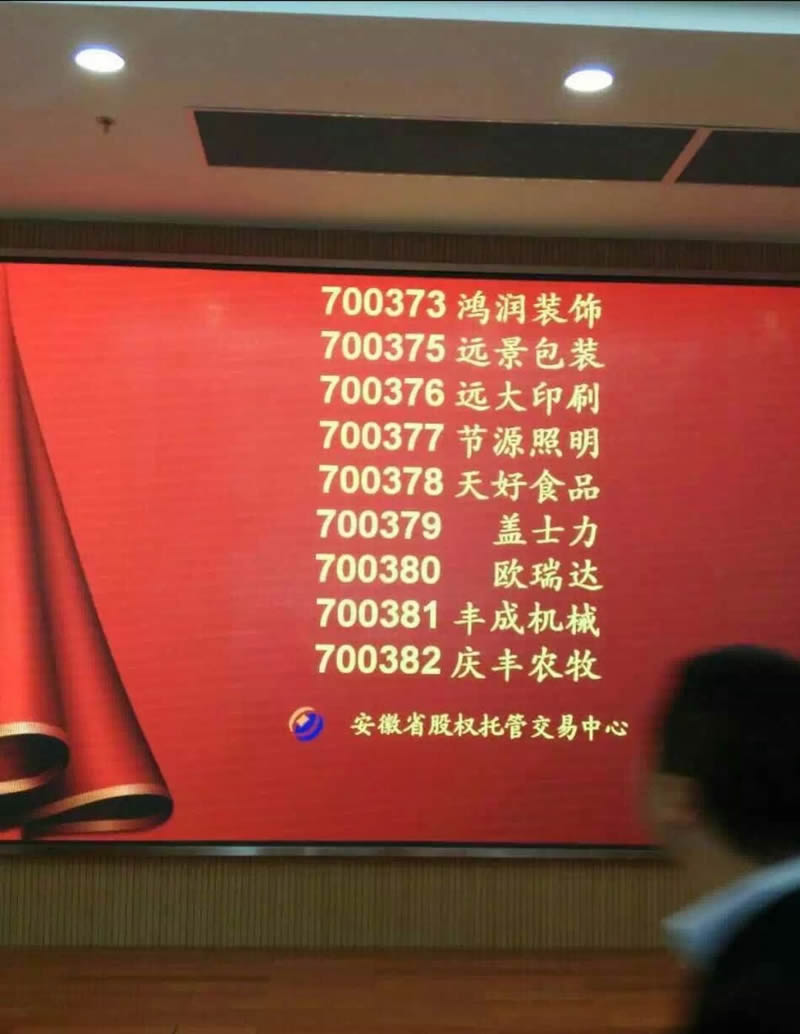 700373 鸿润装饰
700375 远景包装
700376 远大印刷
700377 节源照明
700378 天好食品
700379 盖士力
700380 欧瑞达
700381 丰成机械
700382 庆丰农牧
安徽省股权托管交易中心